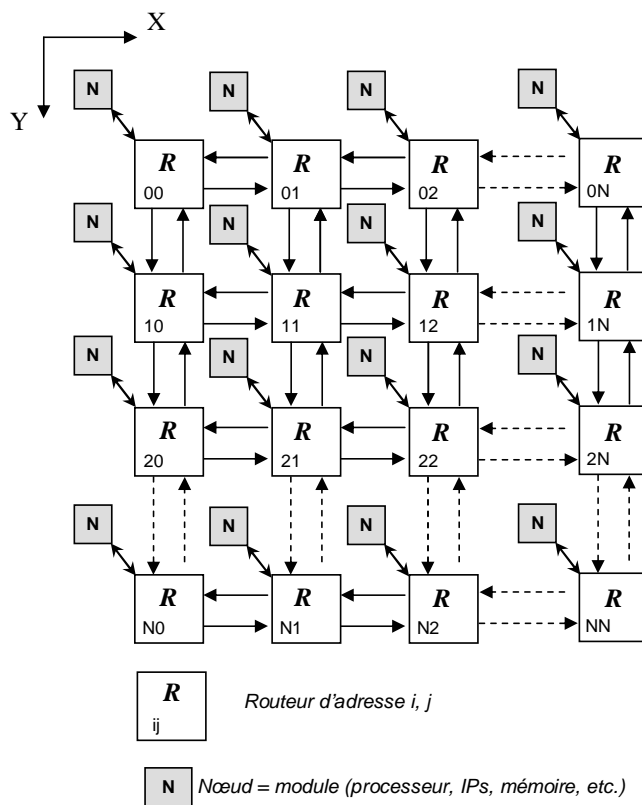 X
Y
N N N N
R R R R
00 01 02 0N
N N N N
R R R R
10 11 12 1N
N N N N
R R R R
20 21 22 2N
N N N N
R R R R
N0 N1 N2 NN
R
ij
Routeur d'adresse i, j
N
Nœud = module (processeur, IPs, mémoire, etc.)